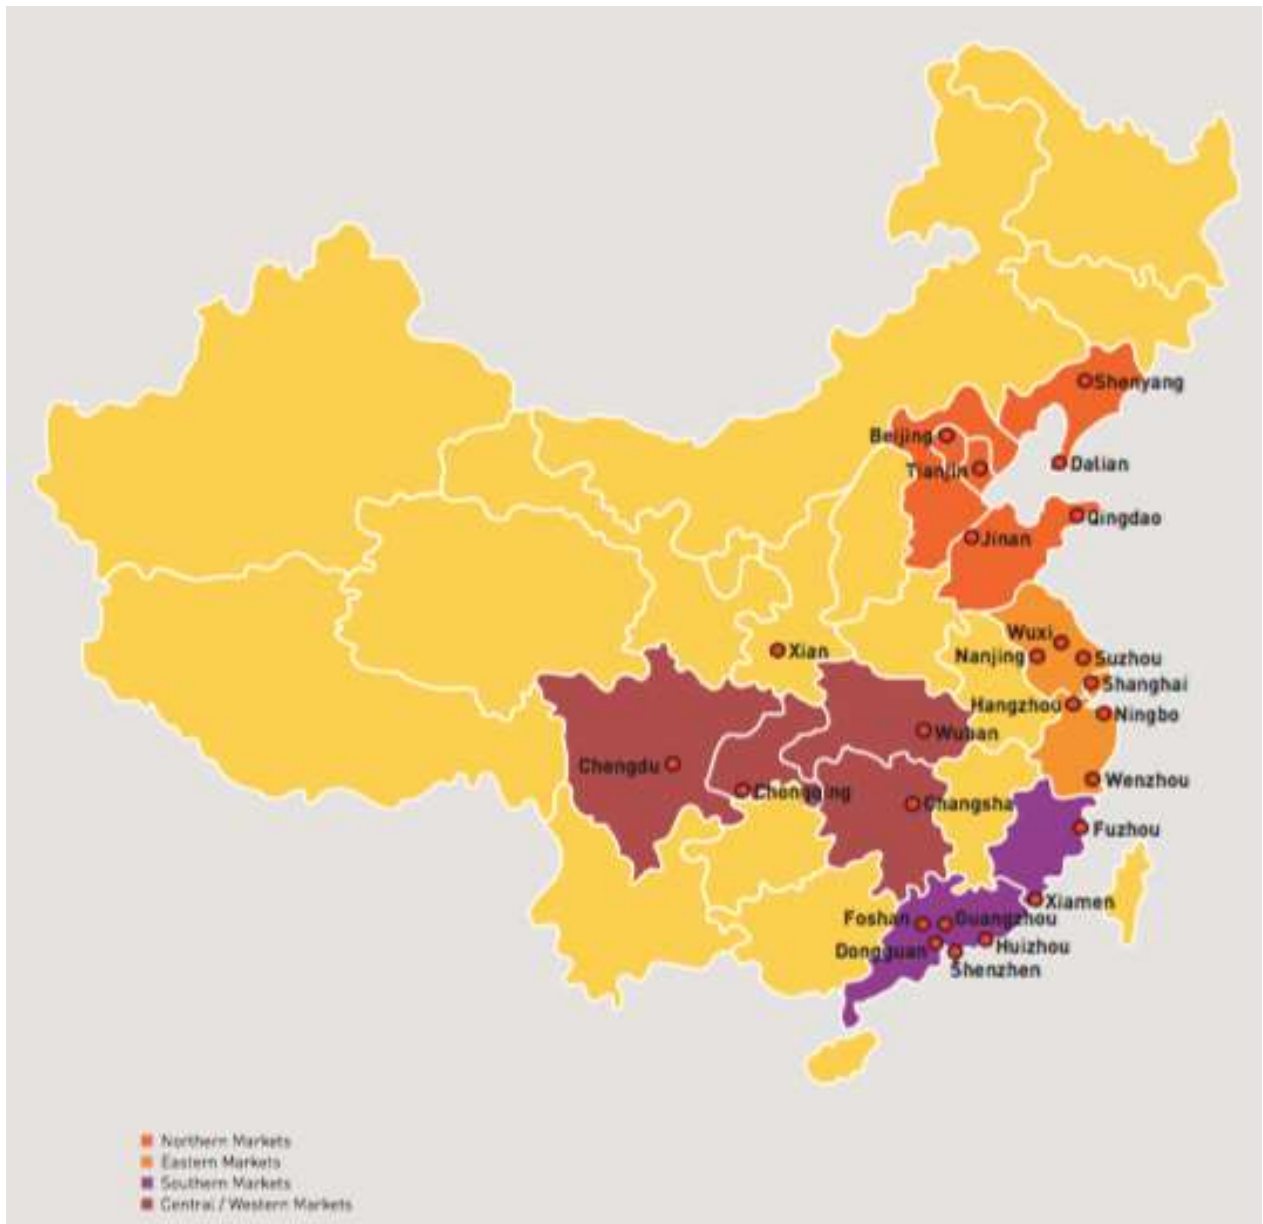 Shenyang
Beijing
Tianjin
Dalian
Qingdao
Jinan
Wuxi
Xian
Nanjing
Suzhou
Shanghai
Hangzhou
Ningbo
Wuhan
Chengdu
Wenzhou
Chongqing
Changsha
Fuzhou
Xiamen
Foshan
Guangzhou
Huizhou
Dongguan
Shenzhen
Northern Markets
Eastern Markets
Southern Markets
Central / Western Markets